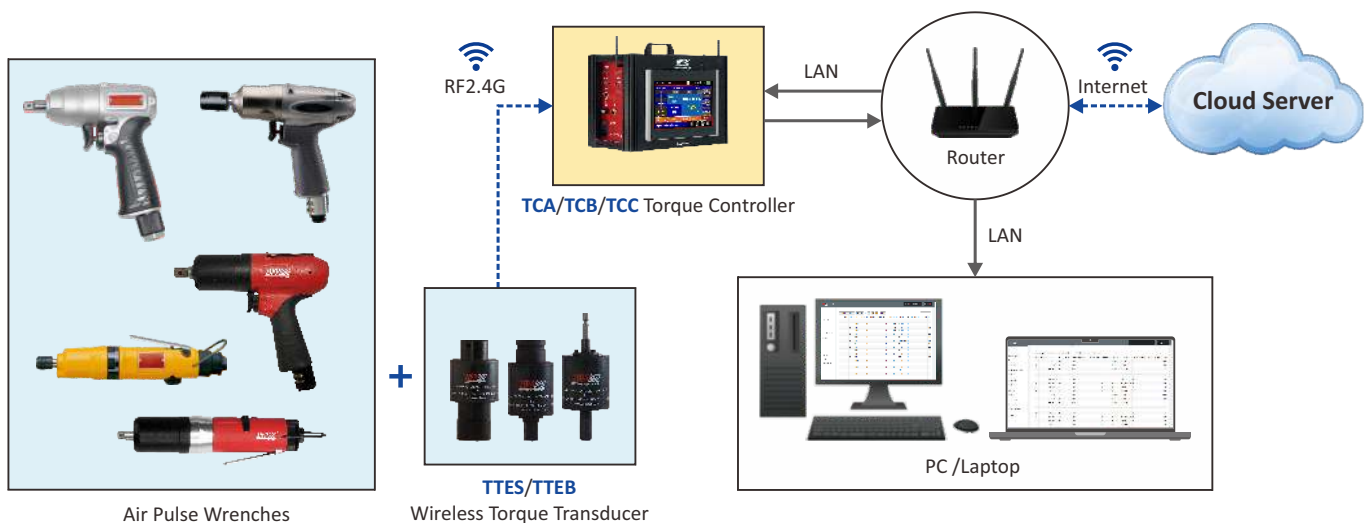 RF2.4G
LAN
Internet
Cloud Server
Router
TCA/TCB/TCC Torque Controller
LAN
+
PC /Laptop
TTES/TTEB
Wireless Torque Transducer
Air Pulse Wrenches